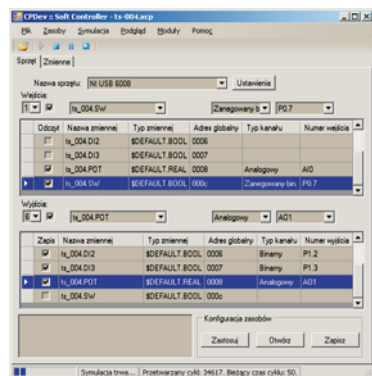 CPDev :: Soft Controller - ts-004.xcp
Plik Zasoby Symulacja Podgląd Moduły Pomoc
Sprzęt Zmienne
Nazwa sprzętu: NI USB 6008 Ustawienia
Wejścia:
1 ts_004.SW Zanegowany b P0.7
Odczyt Nazwa zmiennej Typ zmiennej Adres globalny Typ kanału Numer wejścia
ts_004.DI2 $DEFAULT.BOOL 0006
ts_004.DI3 $DEFAULT.BOOL 0007
ts_004.POT $DEFAULT.REAL 0008 Analogowy AI0
ts_004.SW $DEFAULT.BOOL 000c Zanegowany bin. P0.7
Wyjścia:
6 ts_004.POT Analogowy AO1
Zapis Nazwa zmiennej Typ zmiennej Adres globalny Typ kanału Numer wejścia
ts_004.DI2 $DEFAULT.BOOL 0006 Binarny P1.2
ts_004.DI3 $DEFAULT.BOOL 0007 Binarny P1.3
ts_004.POT $DEFAULT.REAL 0008 Analogowy AO1
ts_004.SW $DEFAULT.BOOL 000c
Konfiguracja zasobów
Zastosuj Otwórz Zapisz
Symulacja trwa... Przetwarzany cykl: 34617. Bieżący czas cyklu: 50.